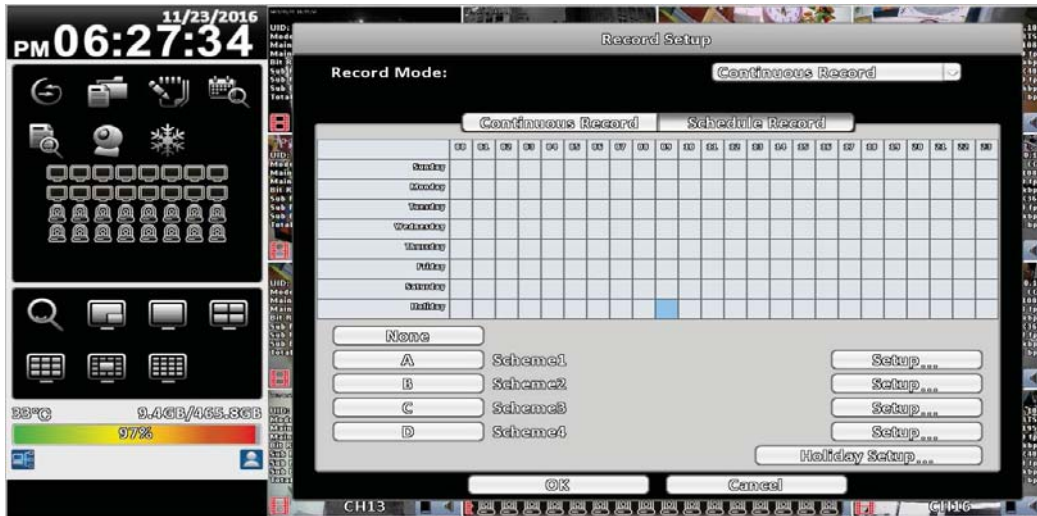 11/23/2016
PM 06:27:34
33°C 9.4GB/465.8GB
97%
Record Setup
Record Mode: Continuous Record
Continuous Record Schedule Record
00 01 02 03 04 05 06 07 08 09 10 11 12 13 14 15 16 17 18 19 20 21 22 23
Sunday
Monday
Tuesday
Wednesday
Thursday
Friday
Saturday
Holiday
None
A Scheme1 Setup...
B Scheme2 Setup...
C Scheme3 Setup...
D Scheme4 Setup...
Holiday Setup...
OK Cancel
CH13 CH16